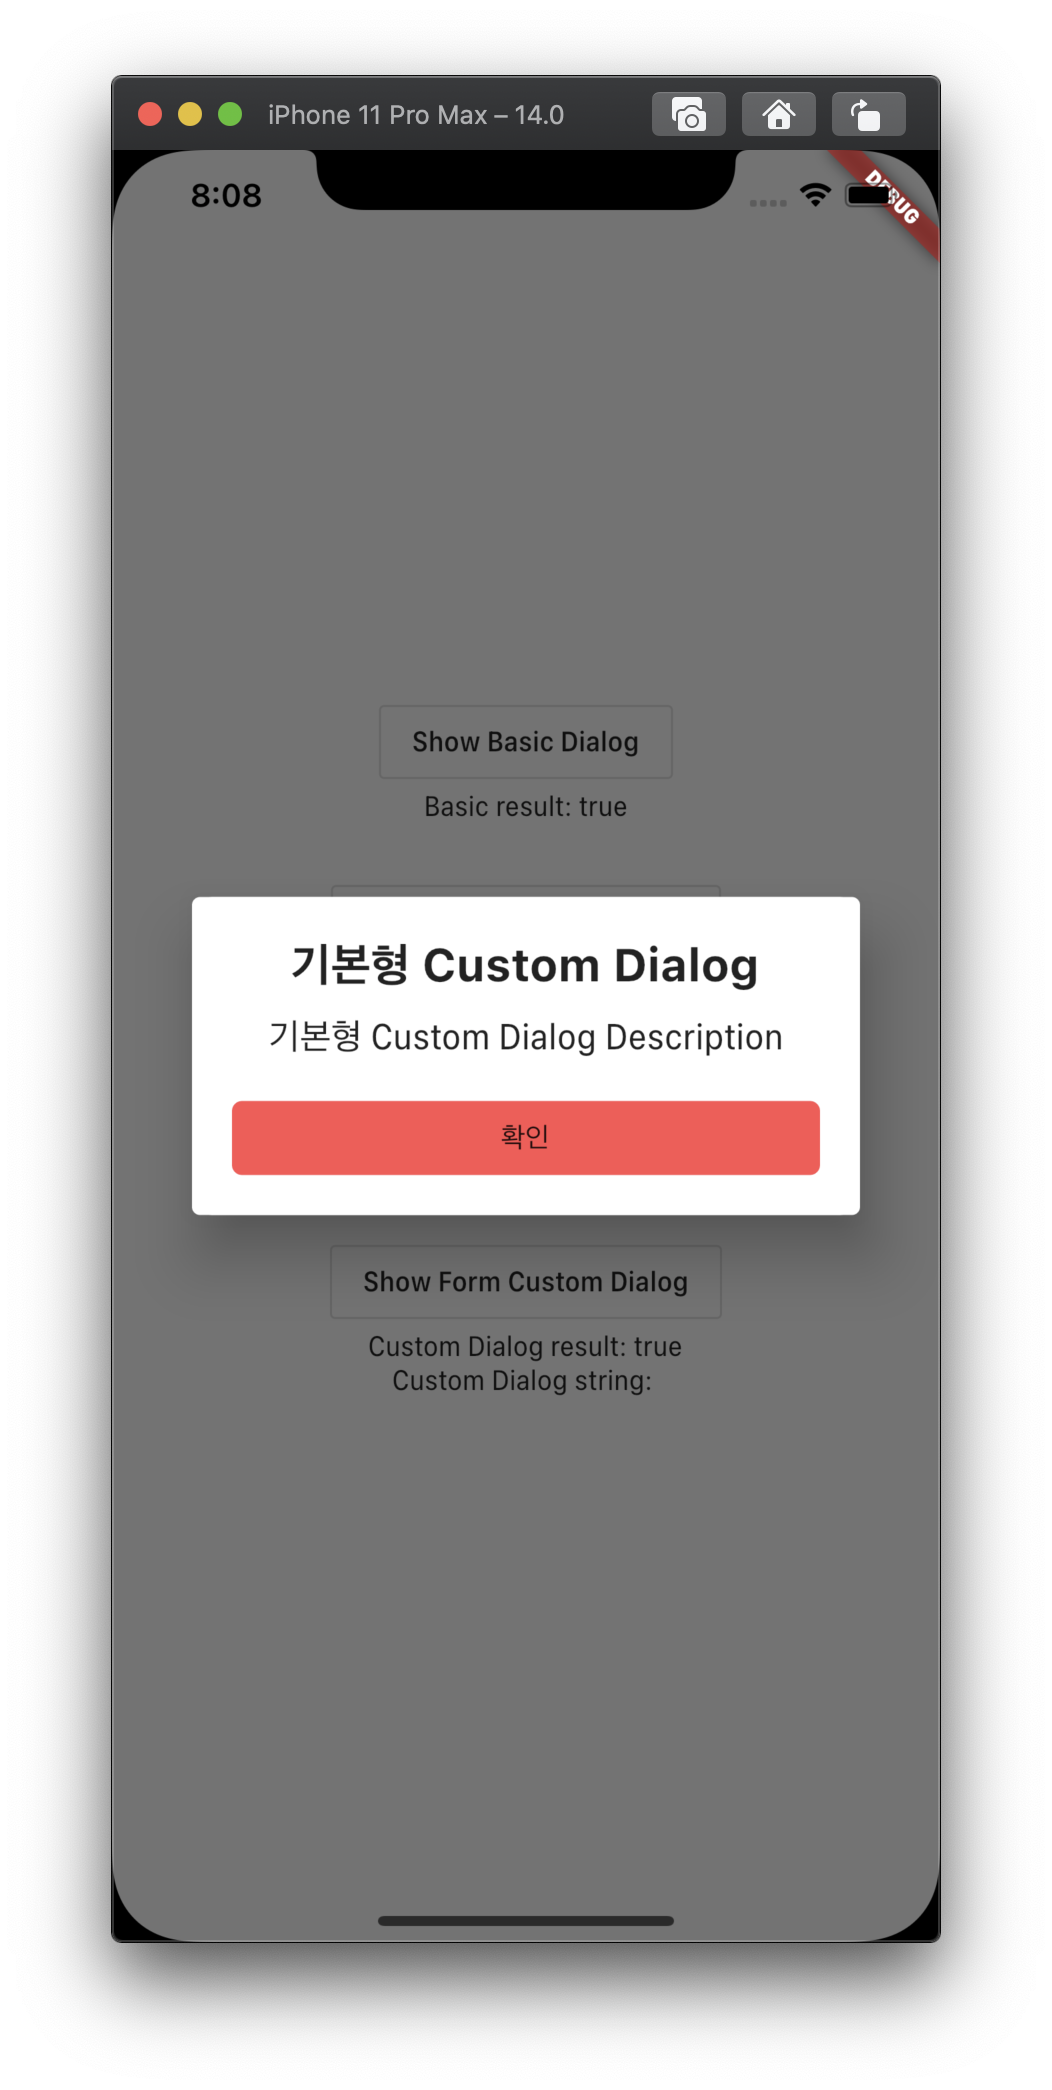 iPhone 11 Pro Max – 14.0
8:08
DEBUG
Show Basic Dialog
Basic result: true
기본형 Custom Dialog
기본형 Custom Dialog Description
확인
Show Form Custom Dialog
Custom Dialog result: true
Custom Dialog string: